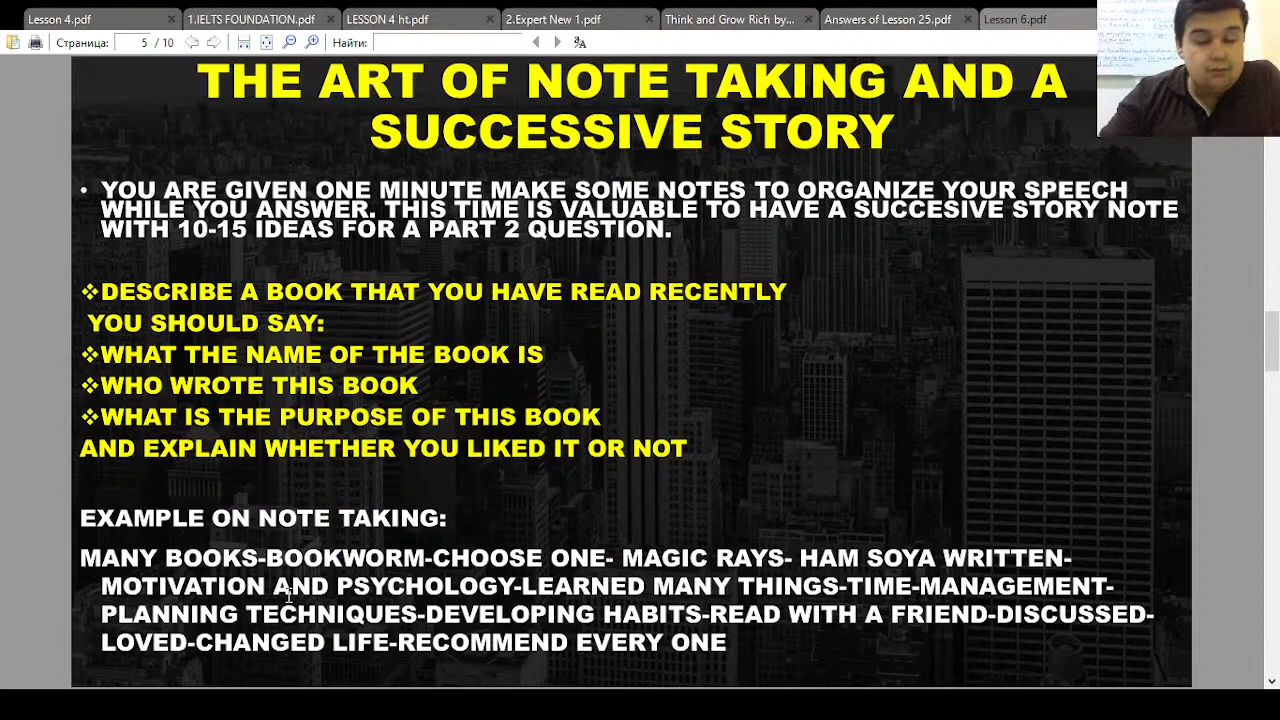 Lesson 4.pdf × 1.IELTS FOUNDATION.pdf × LESSON 4 ht.pdf × 2.Expert New 1.pdf × Think and Grow Rich by... × Answers of Lesson 25.pdf × Lesson 6.pdf
Страница: 5 / 10 Найти:
THE ART OF NOTE TAKING AND A
SUCCESSIVE STORY
• YOU ARE GIVEN ONE MINUTE MAKE SOME NOTES TO ORGANIZE YOUR SPEECH
WHILE YOU ANSWER. THIS TIME IS VALUABLE TO HAVE A SUCCESIVE STORY NOTE
WITH 10-15 IDEAS FOR A PART 2 QUESTION.
❖DESCRIBE A BOOK THAT YOU HAVE READ RECENTLY
YOU SHOULD SAY:
❖WHAT THE NAME OF THE BOOK IS
❖WHO WROTE THIS BOOK
❖WHAT IS THE PURPOSE OF THIS BOOK
AND EXPLAIN WHETHER YOU LIKED IT OR NOT
EXAMPLE ON NOTE TAKING:
MANY BOOKS-BOOKWORM-CHOOSE ONE- MAGIC RAYS- HAM SOYA WRITTEN-
MOTIVATION AND PSYCHOLOGY-LEARNED MANY THINGS-TIME-MANAGEMENT-
PLANNING TECHNIQUES-DEVELOPING HABITS-READ WITH A FRIEND-DISCUSSED-
LOVED-CHANGED LIFE-RECOMMEND EVERY ONE